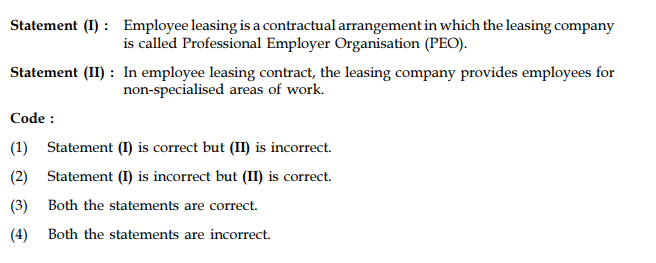 Statement (I) : Employee leasing is a contractual arrangement in which the leasing company
is called Professional Employer Organisation (PEO).
Statement (II) : In employee leasing contract, the leasing company provides employees for
non-specialised areas of work.
Code :
(1) Statement (I) is correct but (II) is incorrect.
(2) Statement (I) is incorrect but (II) is correct.
(3) Both the statements are correct.
(4) Both the statements are incorrect.